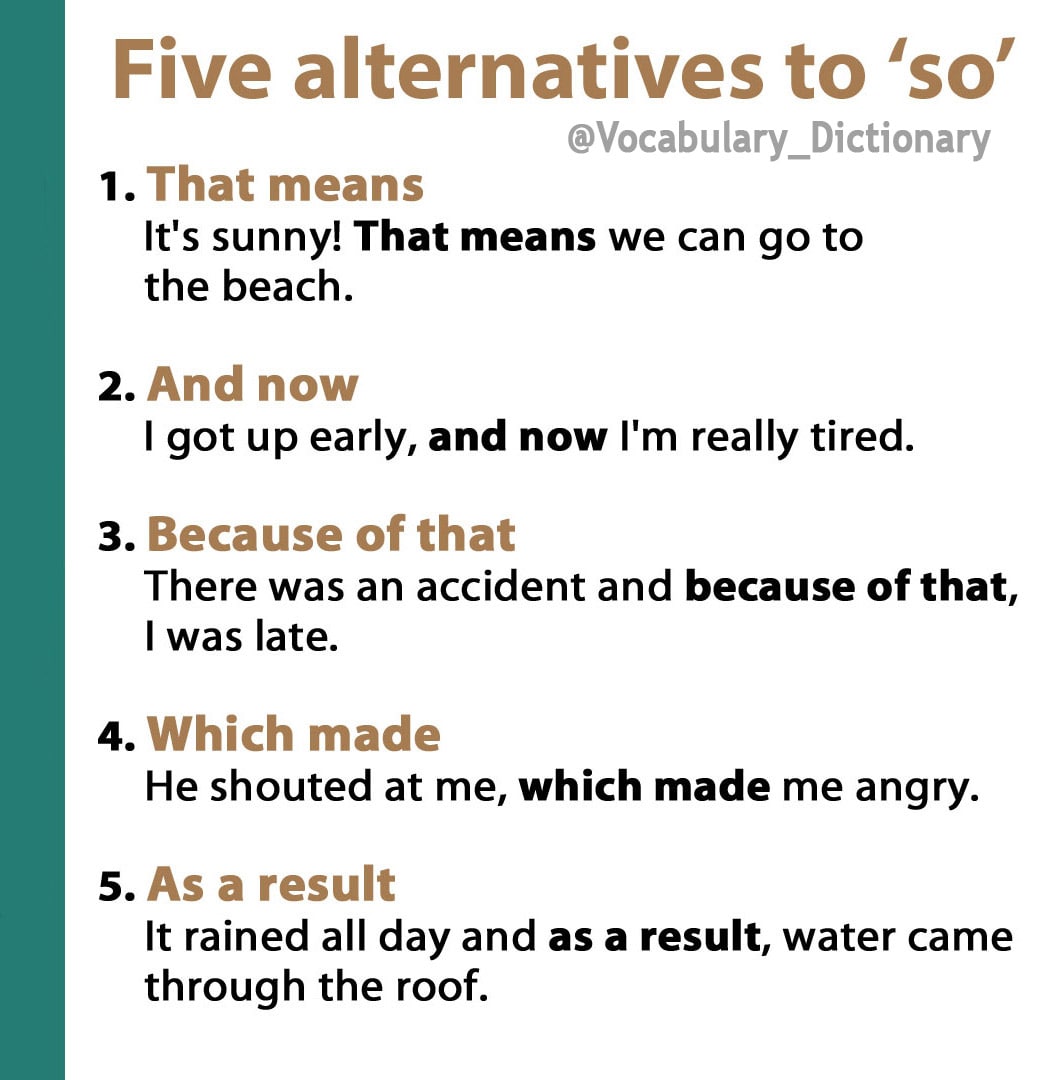 Five alternatives to ‘so’
@Vocabulary_Dictionary
1. That means
It's sunny! That means we can go to
the beach.
2. And now
I got up early, and now I'm really tired.
3. Because of that
There was an accident and because of that,
I was late.
4. Which made
He shouted at me, which made me angry.
5. As a result
It rained all day and as a result, water came
through the roof.